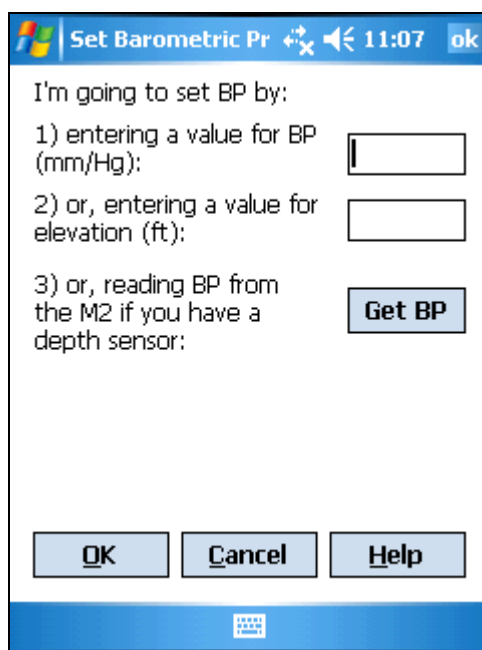 Set Barometric Pr 11:07 ok
I'm going to set BP by:
1) entering a value for BP
(mm/Hg):
2) or, entering a value for
elevation (ft):
3) or, reading BP from
the M2 if you have a
depth sensor:
Get BP
OK Cancel Help